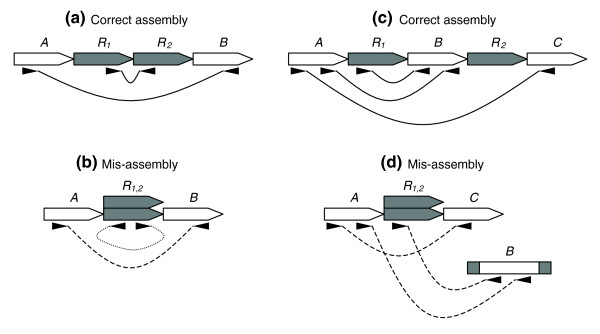 (a) Correct assembly
(c) Correct assembly
A R1 R2 B
A R1 B R2 C
(b) Mis-assembly
(d) Mis-assembly
R1,2
R1,2
A B
A C
B